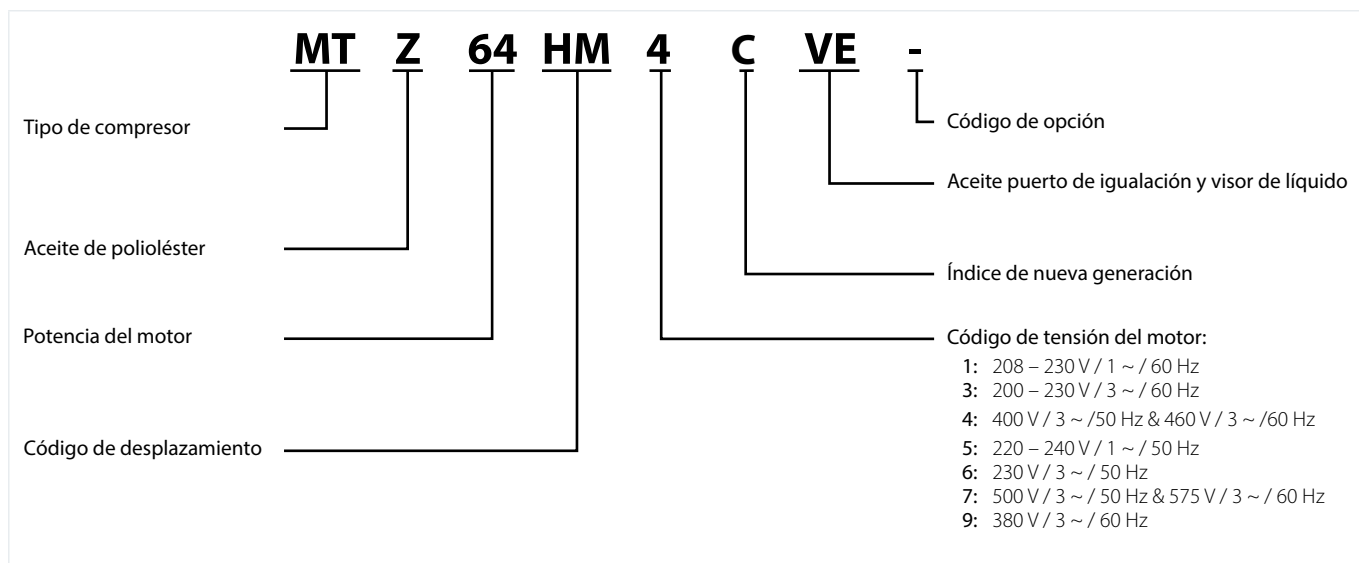 MT Z 64 HM 4 C VE -
Tipo de compresor
Código de opción
Aceite puerto de igualación y visor de líquido
Aceite de polioléster
Índice de nueva generación
Potencia del motor
Código de tensión del motor:
1: 208 – 230 V / 1 ~ / 60 Hz
3: 200 – 230 V / 3 ~ / 60 Hz
4: 400 V / 3 ~ /50 Hz & 460 V / 3 ~ /60 Hz
Código de desplazamiento
5: 220 – 240 V / 1 ~ / 50 Hz
6: 230 V / 3 ~ / 50 Hz
7: 500 V / 3 ~ / 50 Hz & 575 V / 3 ~ / 60 Hz
9: 380 V / 3 ~ / 60 Hz